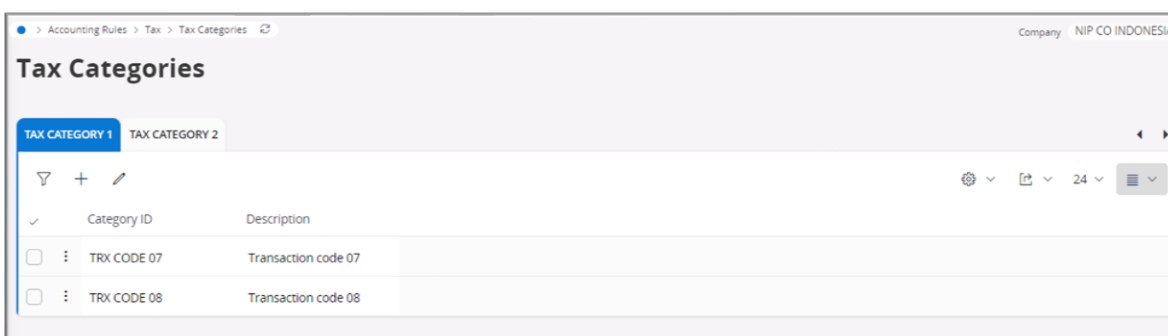 > Accounting Rules > Tax > Tax Categories
Company NIP CO INDONESIA
Tax Categories
TAX CATEGORY 1 TAX CATEGORY 2
24
Category ID Description
TRX CODE 07 Transaction code 07
TRX CODE 08 Transaction code 08